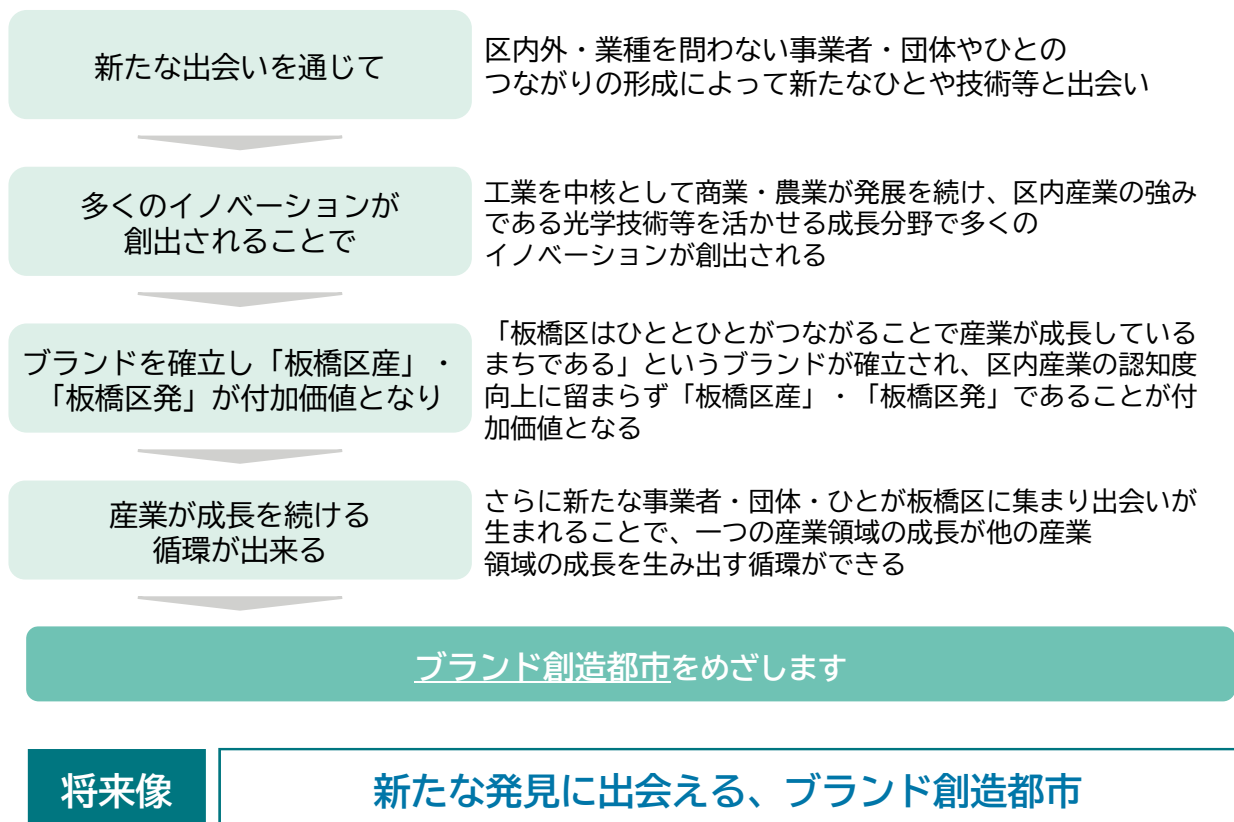 新たな出会いを通じて
区内外・業種を問わない事業者・団体やひとの
つながりの形成によって新たなひとや技術等と出会い
多くのイノベーションが
創出されることで
工業を中核として商業・農業が発展を続け、区内産業の強み
である光学技術等を活かせる成長分野で多くの
イノベーションが創出される
ブランドを確立し「板橋区産」・
「板橋区発」が付加価値となり
「板橋区はひととひとがつながることで産業が成長している
まちである」というブランドが確立され、区内産業の認知度
向上に留まらず「板橋区産」・「板橋区発」であることが付
加価値となる
産業が成長を続ける
循環が出来る
さらに新たな事業者・団体・ひとが板橋区に集まり出会いが
生まれることで、一つの産業領域の成長が他の産業
領域の成長を生み出す循環ができる
ブランド創造都市をめざします
将来像
新たな発見に出会える、ブランド創造都市